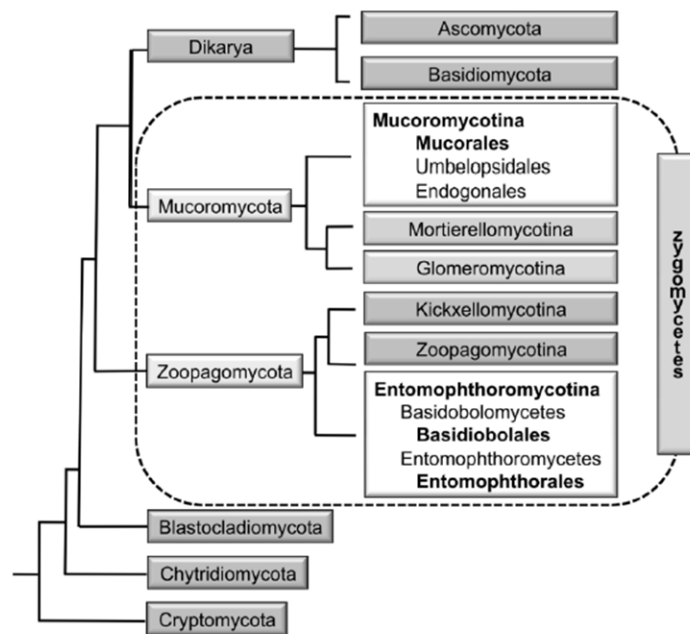 Dikarya
Ascomycota
Basidiomycota
Mucoromycotina
Mucorales
Umbelopsidales
Endogonales
Mucoromycota
Mortierellomycotina
Glomeromycotina
zygomycetes
Kickxellomycotina
Zoopagomycotina
Zoopagomycota
Entomophthoromycotina
Basidobolomycetes
Basidiobolales
Entomophthoromycetes
Entomophthorales
Blastocladiomycota
Chytridiomycota
Cryptomycota